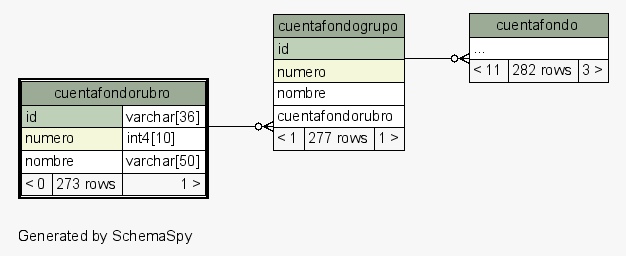 cuentafondorubro
id varchar[36]
numero int4[10]
nombre varchar[50]
< 0 273 rows 1 >
cuentafondogrupo
id
numero
nombre
cuentafondorubro
< 1 277 rows 1 >
cuentafondo
...
< 11 282 rows 3 >
Generated by SchemaSpy